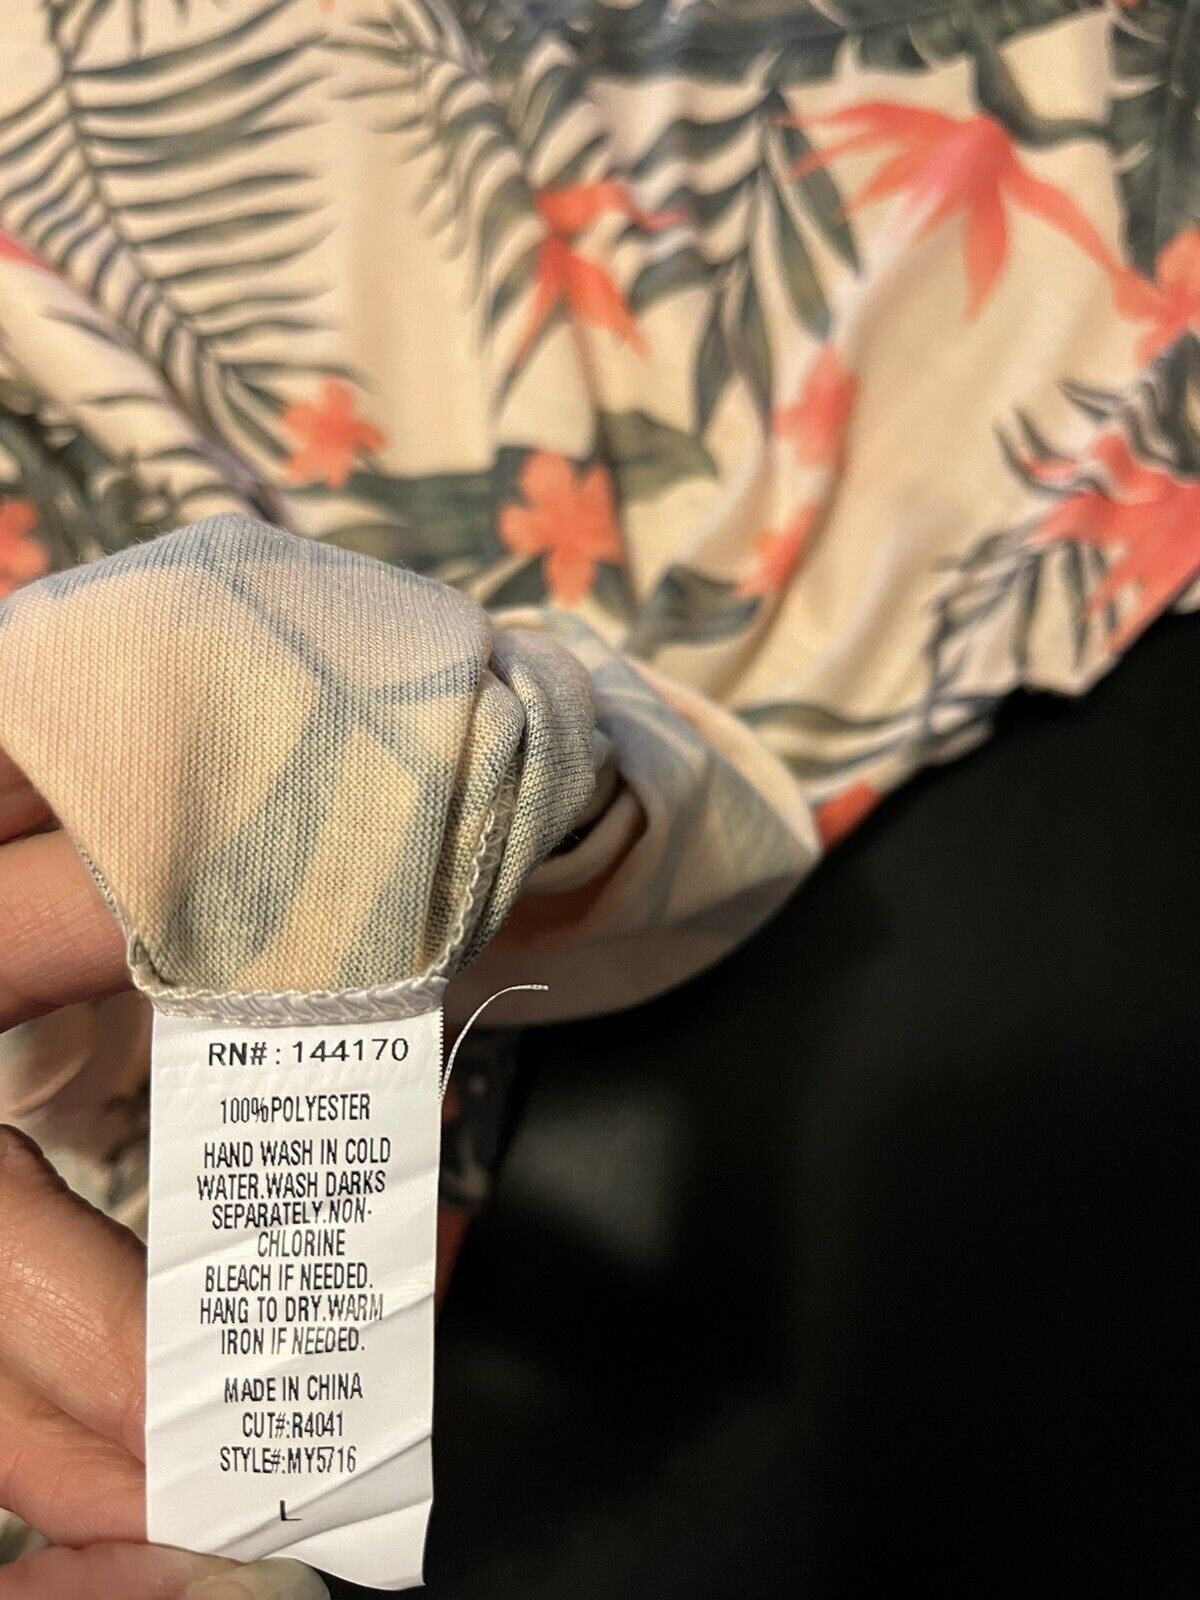 RN#: 144170
100%POLYESTER
HAND WASH IN COLD
WATER.WASH DARKS
SEPARATELY.NON-
CHLORINE
BLEACH IF NEEDED.
HANG TO DRY.WARM
IRON IF NEEDED.
MADE IN CHINA
CUT#:R4041
STYLE#:MY5716
L